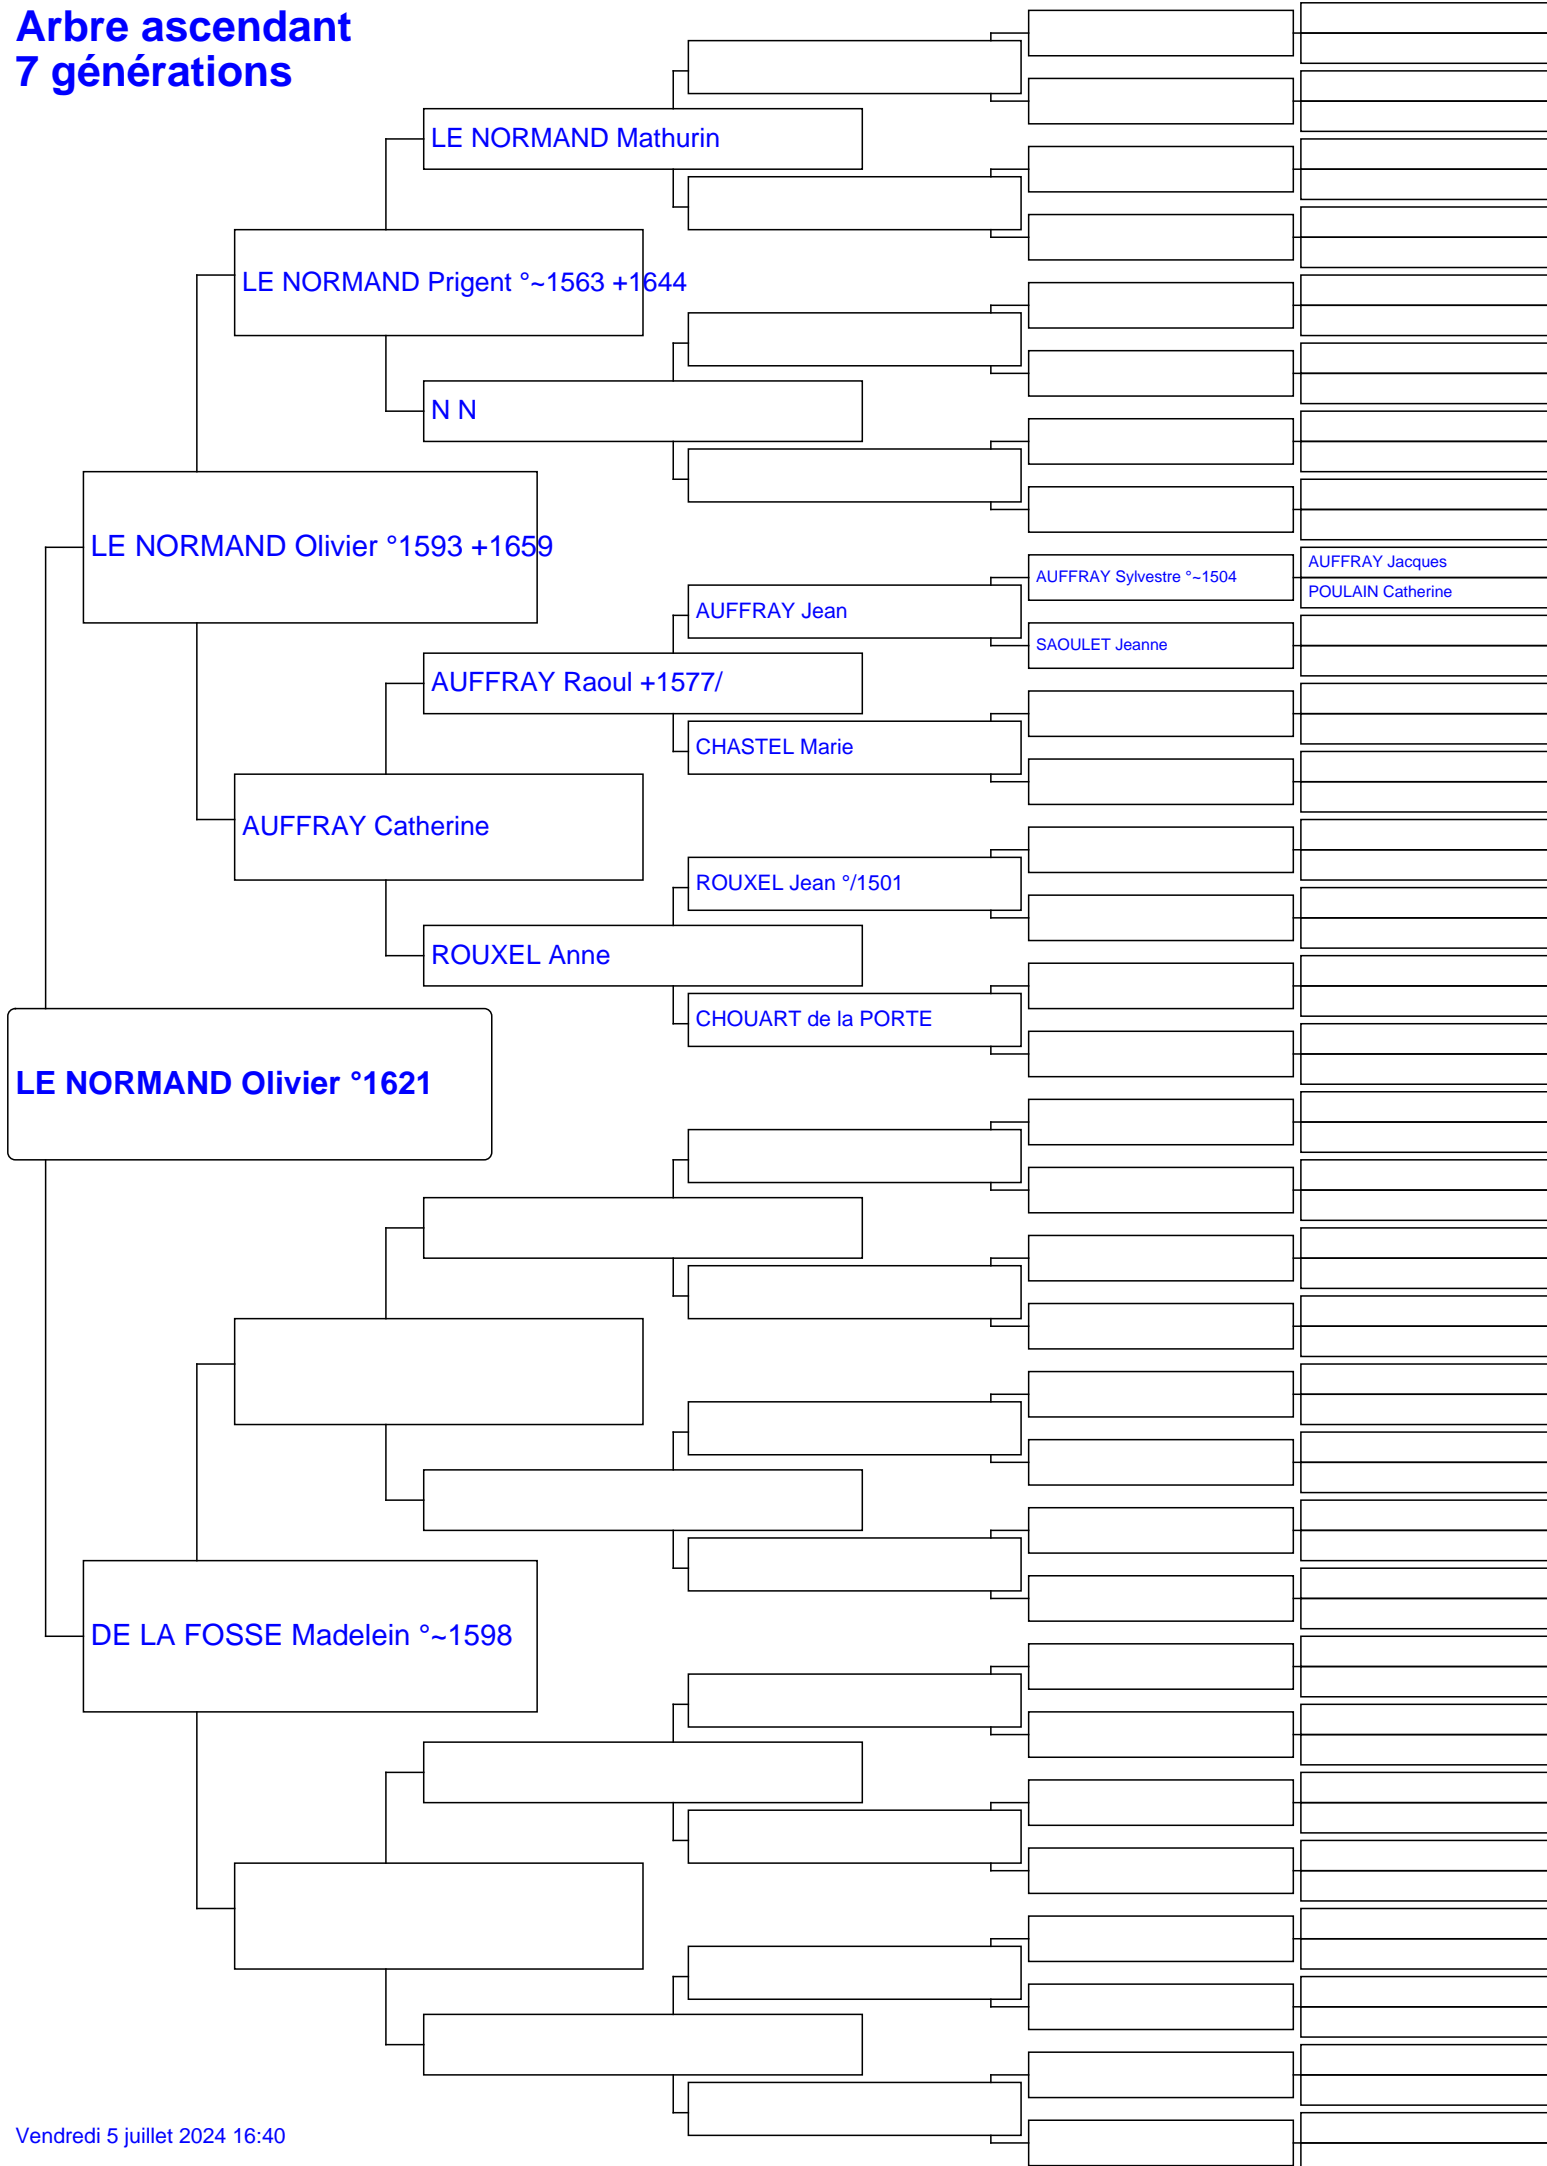 Arbre ascendant
7 générations
LE NORMAND Mathurin
LE NORMAND Prigent °~1563 +1644
N N
LE NORMAND Olivier °1593 +1659
AUFFRAY Sylvestre °~1504
AUFFRAY Jacques
POULAIN Catherine
AUFFRAY Jean
SAOULET Jeanne
AUFFRAY Raoul +1577/
CHASTEL Marie
AUFFRAY Catherine
ROUXEL Jean °/1501
ROUXEL Anne
CHOUART de la PORTE
LE NORMAND Olivier °1621
DE LA FOSSE Madelein °~1598
Vendredi 5 juillet 2024 16:40